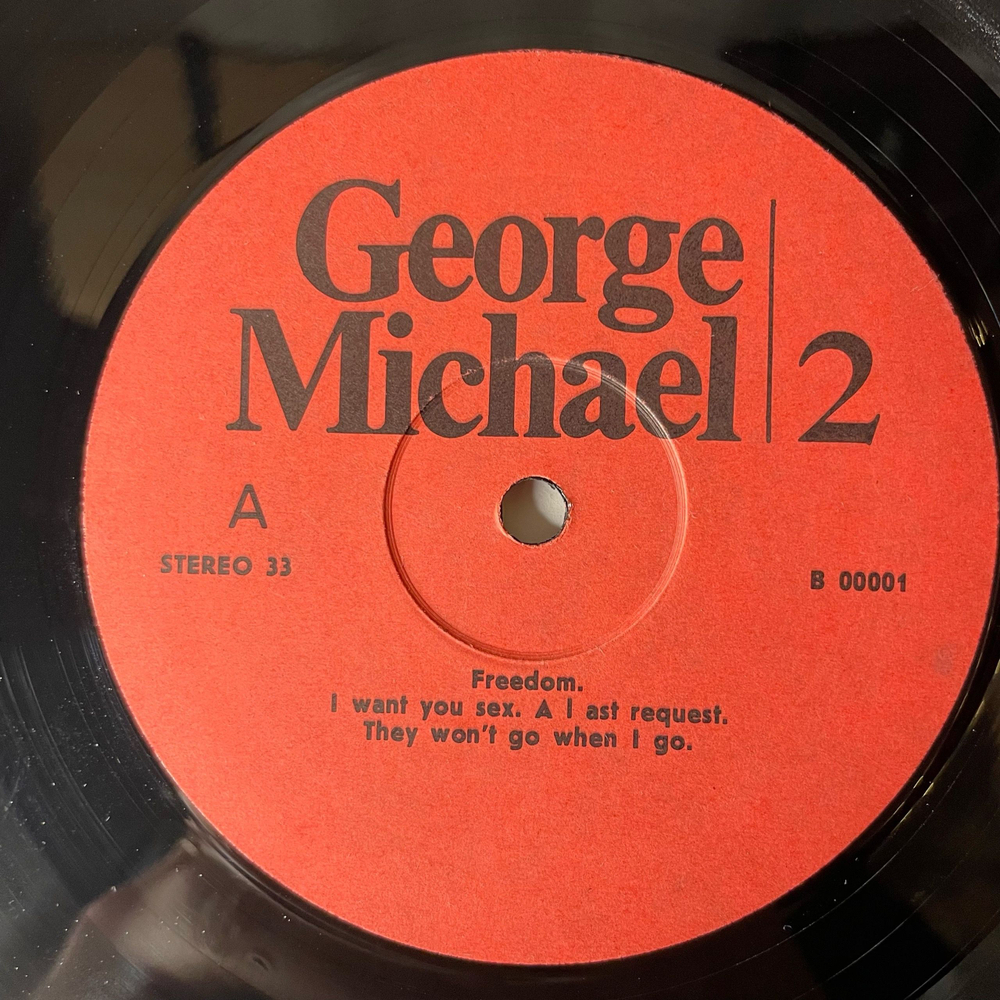 George
Michael 2
A
STEREO 33
B 00001
Freedom.
I want you sex. A l ast request.
They won't go when I go.